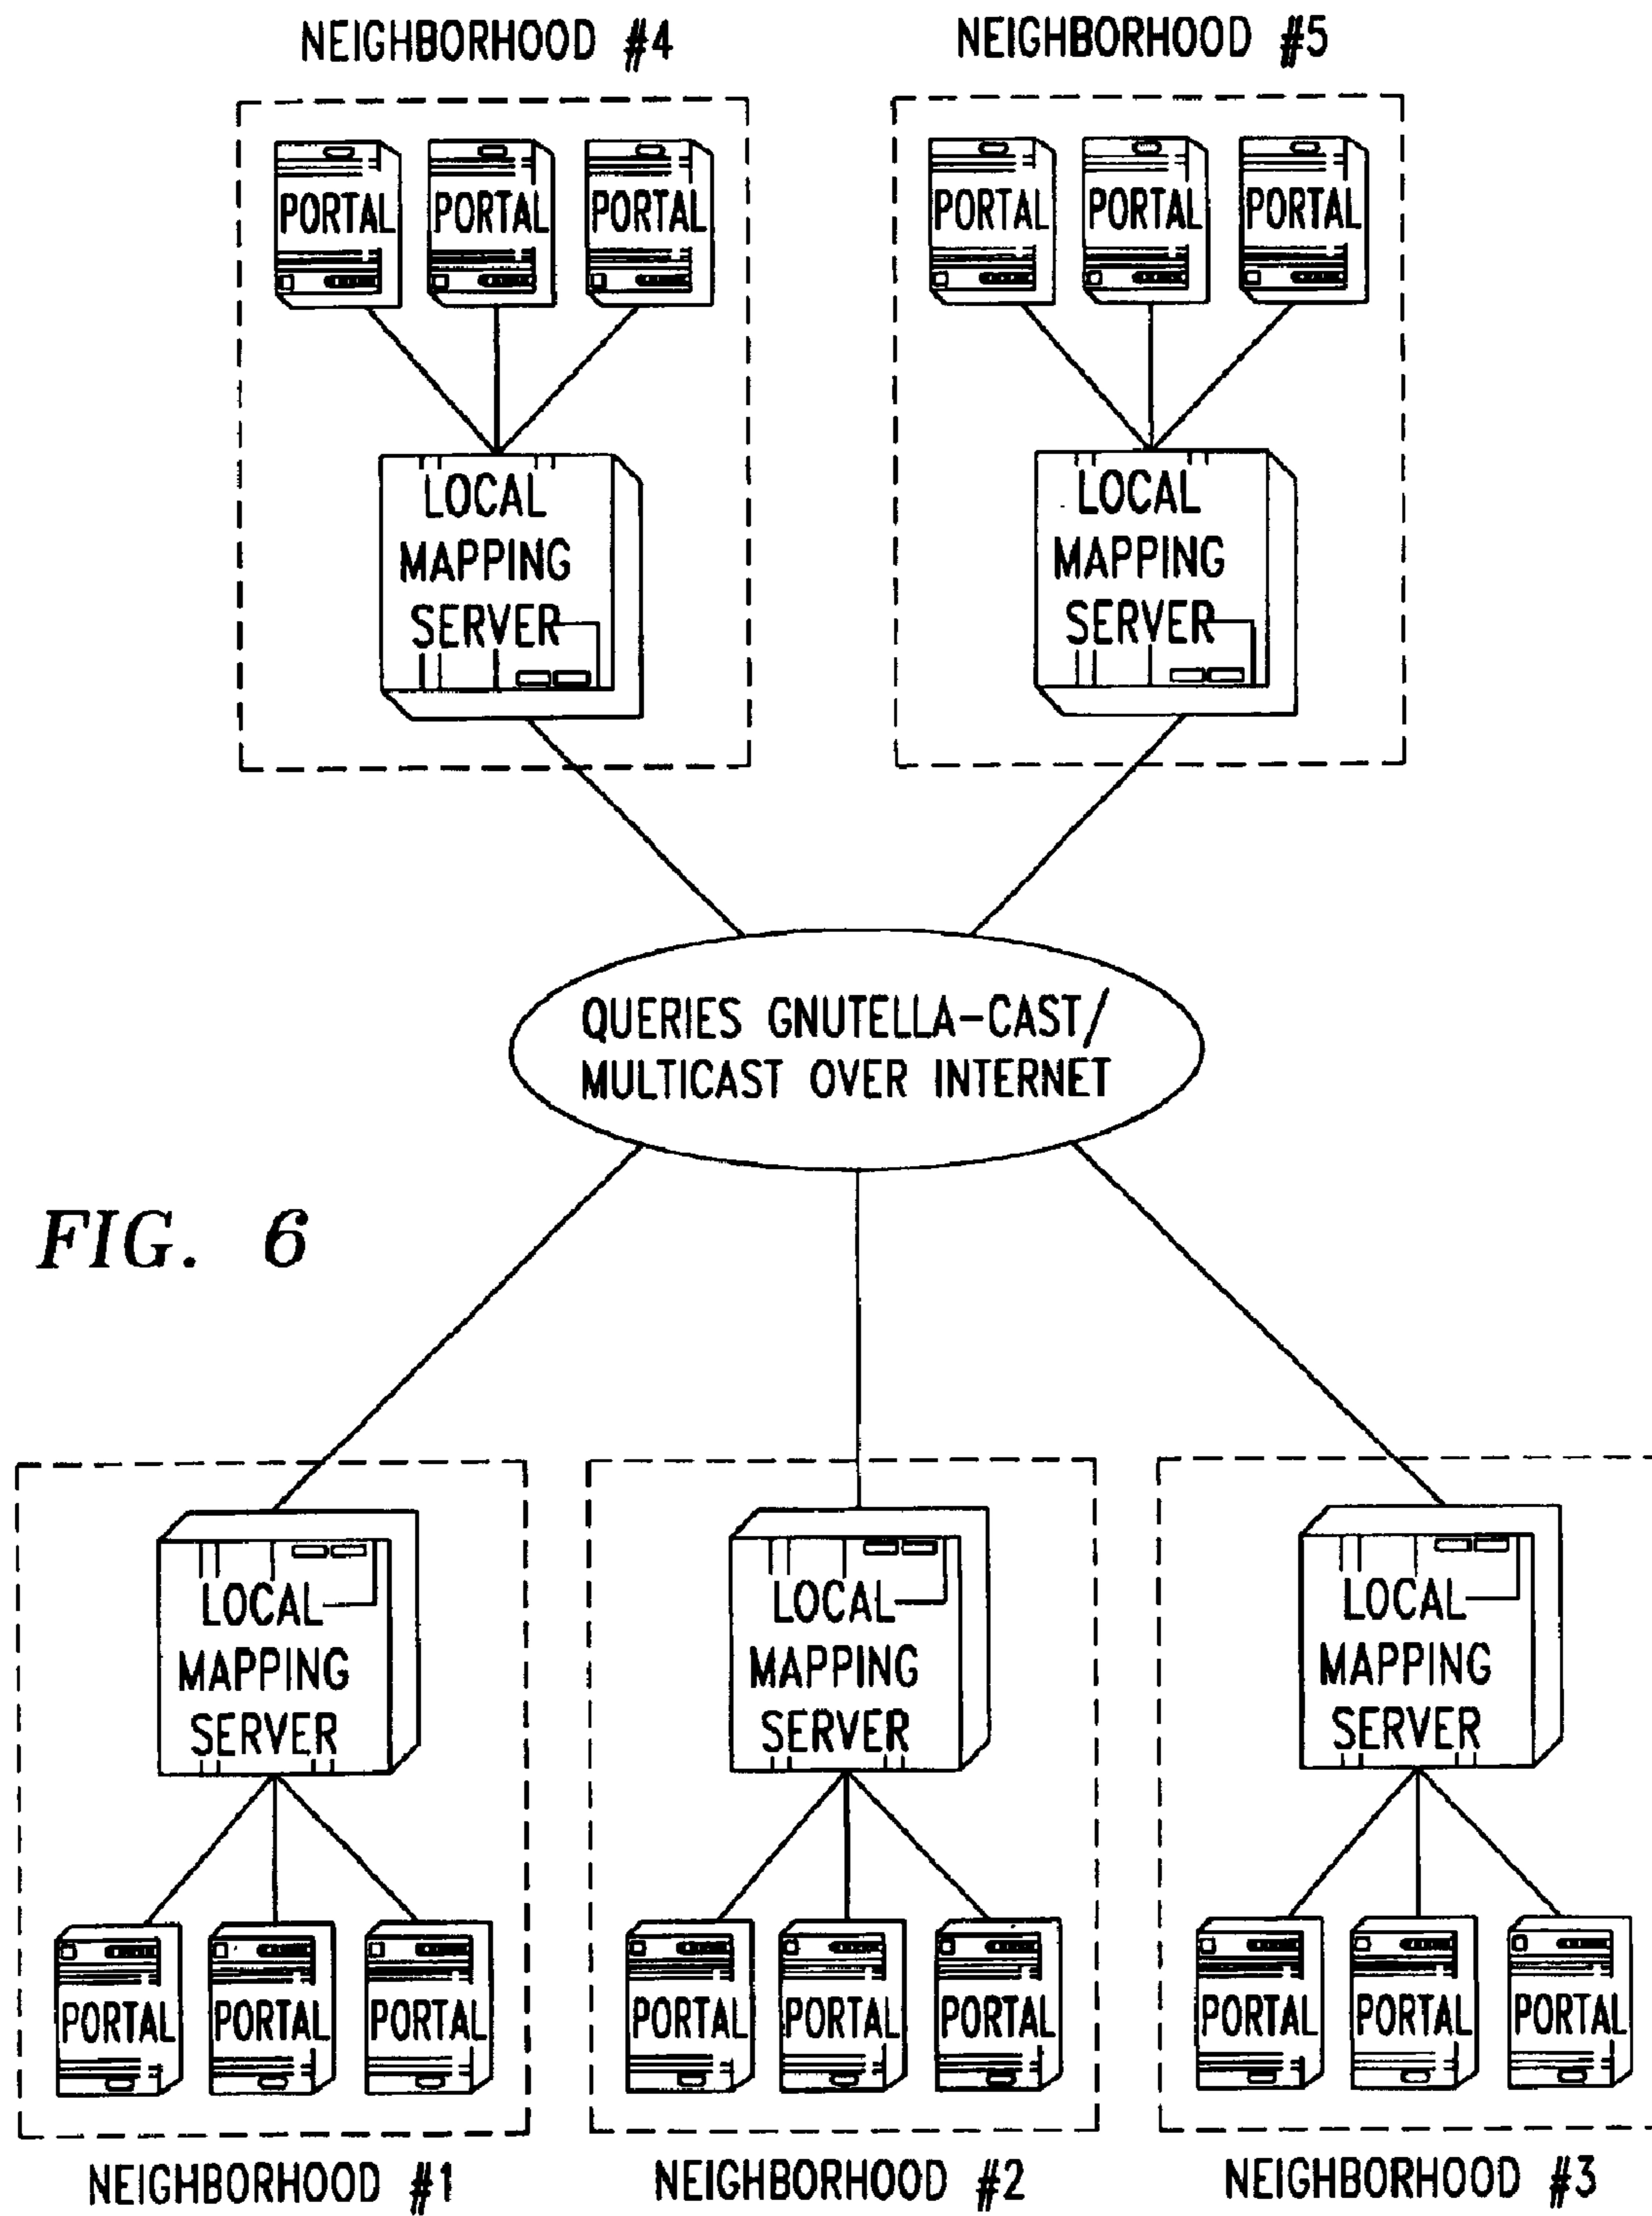 NEIGHBORHOOD #4
NEIGHBORHOOD #5
PORTAL
PORTAL
PORTAL
PORTAL
PORTAL
PORTAL
LOCAL
MAPPING
SERVER
LOCAL
MAPPING
SERVER
QUERIES GNUTELLA-CAST/
MULTICAST OVER INTERNET
FIG. 6
LOCAL
MAPPING
SERVER
LOCAL
MAPPING
SERVER
LOCAL
MAPPING
SERVER
PORTAL
PORTAL
PORTAL
PORTAL
PORTAL
PORTAL
PORTAL
PORTAL
PORTAL
NEIGHBORHOOD #1
NEIGHBORHOOD #2
NEIGHBORHOOD #3